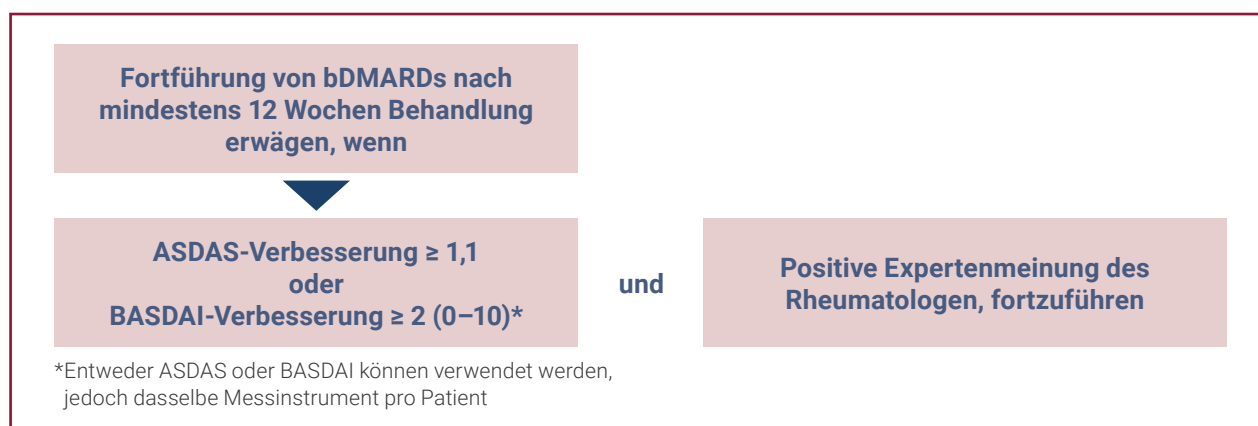 Fortführung von bDMARDs nach
mindestens 12 Wochen Behandlung
erwägen, wenn
ASDAS-Verbesserung ≥ 1,1
oder
BASDAI-Verbesserung ≥ 2 (0–10)*
und
Positive Expertenmeinung des
Rheumatologen, fortzuführen
*Entweder ASDAS oder BASDAI können verwendet werden,
jedoch dasselbe Messinstrument pro Patient